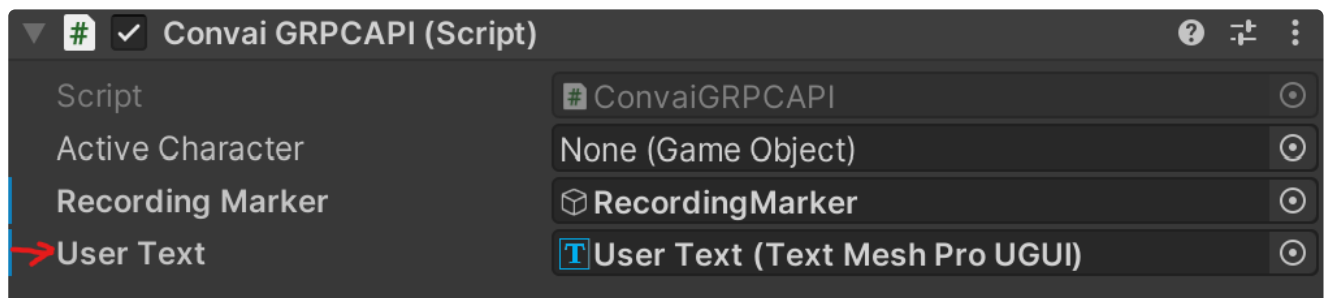 # Convai GRPCAPI (Script)
Script # ConvaiGRPCAPI
Active Character None (Game Object)
Recording Marker RecordingMarker
User Text T User Text (Text Mesh Pro UGUI)